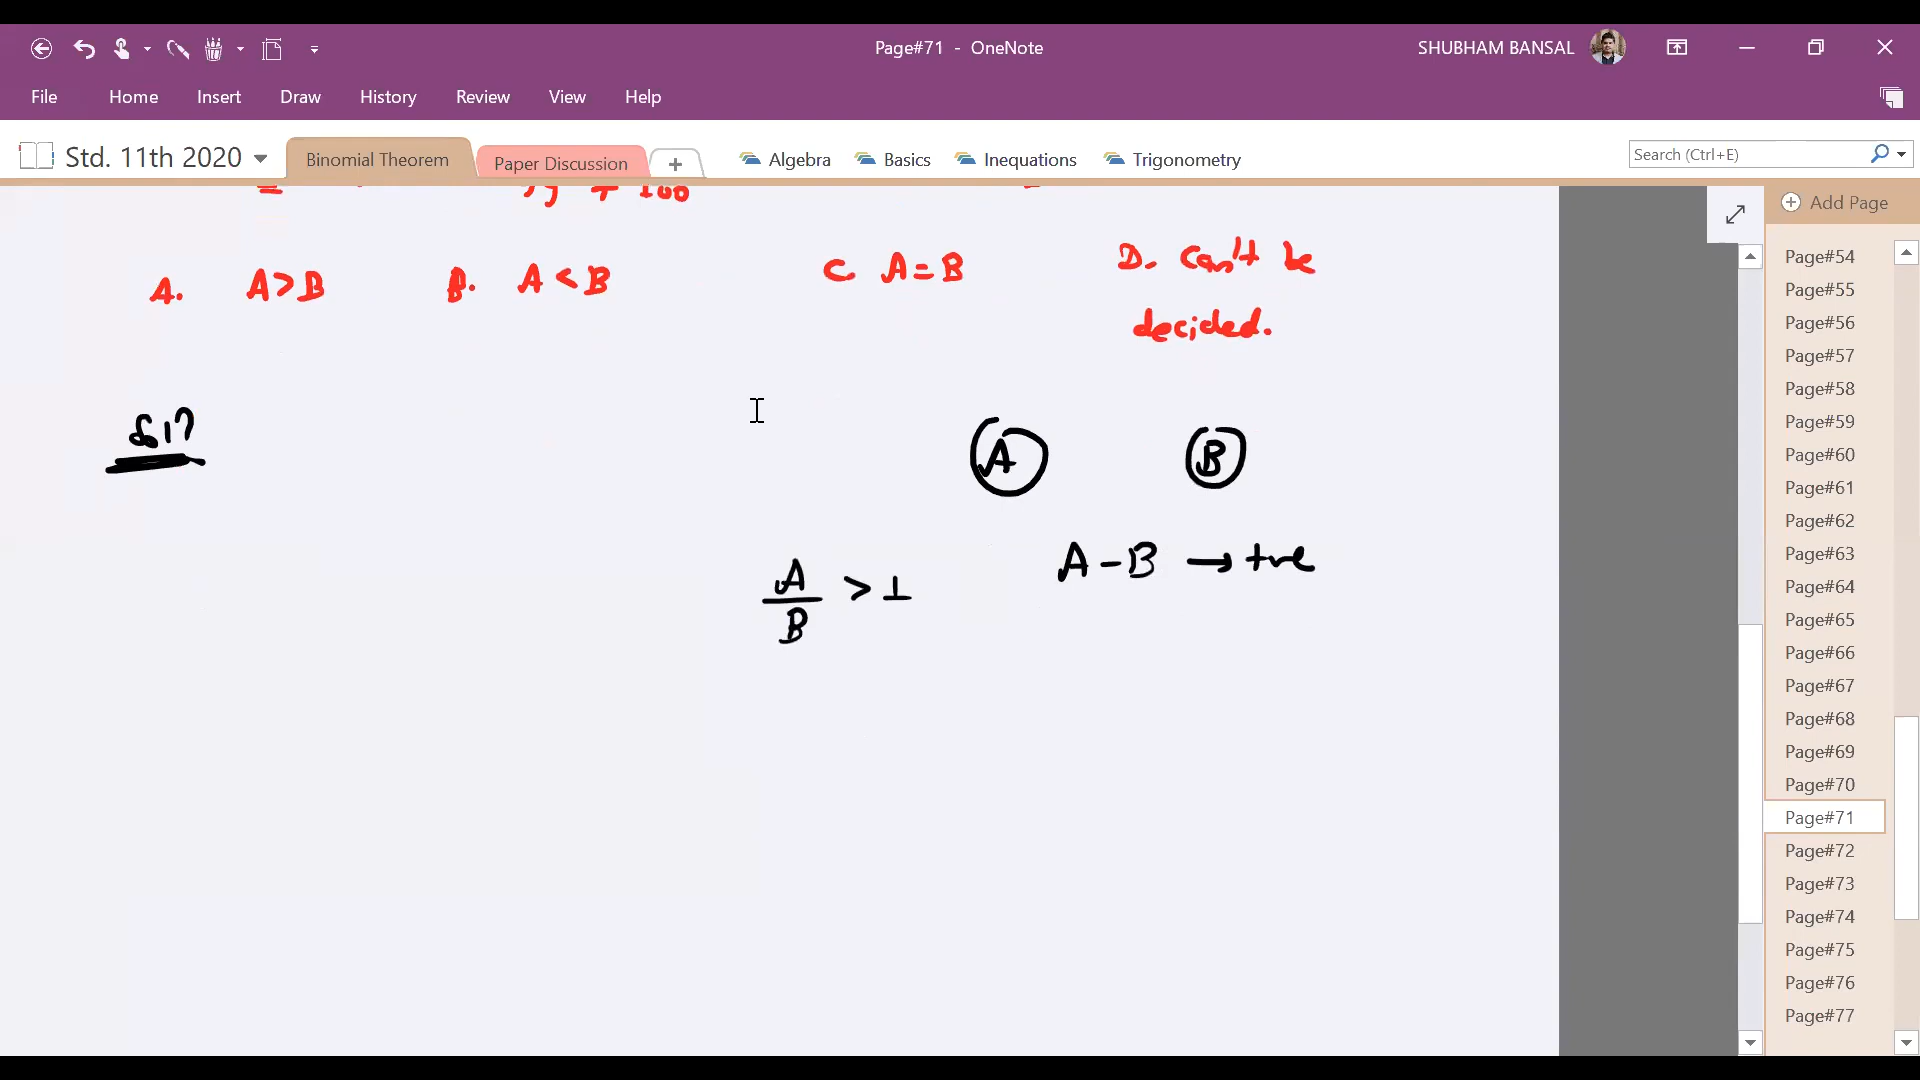 Page#71 - OneNote
SHUBHAM BANSAL
File Home Insert Draw History Review View Help
Std. 11th 2020
Binomial Theorem
Paper Discussion
+
Algebra Basics Inequations Trigonometry
Search (Ctrl+E)
Add Page
Page#54
Page#55
Page#56
Page#57
Page#58
Page#59
Page#60
Page#61
Page#62
Page#63
Page#64
Page#65
Page#66
Page#67
Page#68
Page#69
Page#70
Page#71
Page#72
Page#73
Page#74
Page#75
Page#76
Page#77
+ 100
A. A>B B. A<B C. A=B D. Can't be
decided.
Sol?
A B
A/B > 1
A-B → +ve